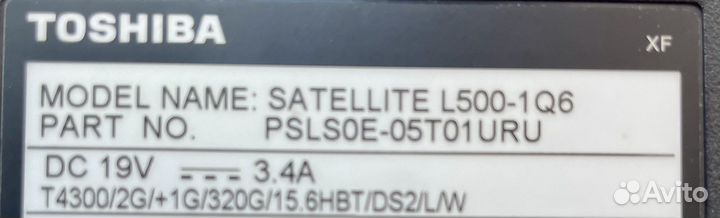 TOSHIBA
XF
MODEL NAME: SATELLITE L500-1Q6
PART NO. PSLS0E-05T01URU
DC 19V 3.4A
T4300/2G/+1G/320G/15.6HBT/DS2/L/W
Avito